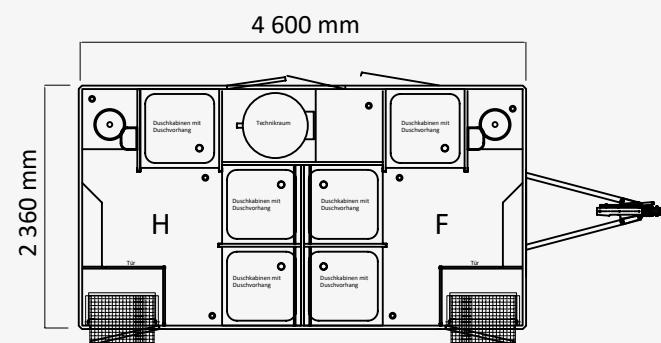 4 600 mm
2 360 mm
Duschkabinen mit
Duschvorhang
Technikraum
Duschkabinen mit
Duschvorhang
Duschkabinen mit
Duschvorhang
Duschkabinen mit
Duschvorhang
H
F
Tür
Tür
Duschkabinen mit
Duschvorhang
Duschkabinen mit
Duschvorhang